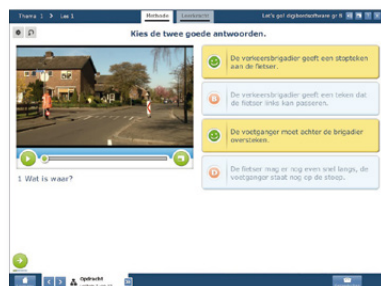 Thema 1 > Les 1
Methode
Let's go! digibordsoftware gr
Kies de twee goede antwoorden.
De verkeersbrigadier geeft een stopteken
aan de fietser.
De verkeersbrigadier geeft een teken dat
de fietser links kan passeren.
De voetganger moet achter de brigadier
oversteken.
De fietser mag er nog even snel langs, de
voetganger staat nog op de stoep.
1 Wat is waar?
Opdracht